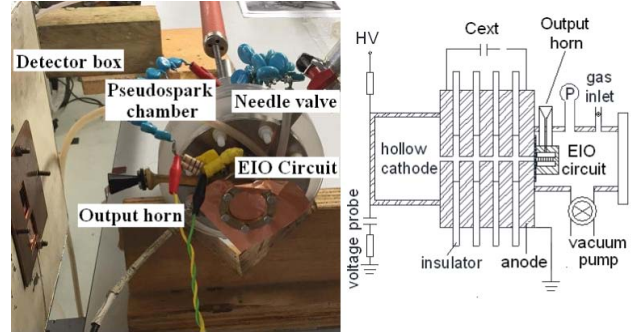 Detector box
Pseudospark
chamber
Needle valve
EIO Circuit
Output horn
HV
Cext
Output
horn
P
gas
inlet
hollow
cathode
EIO
circuit
voltage probe
insulator
anode
vacuum
pump